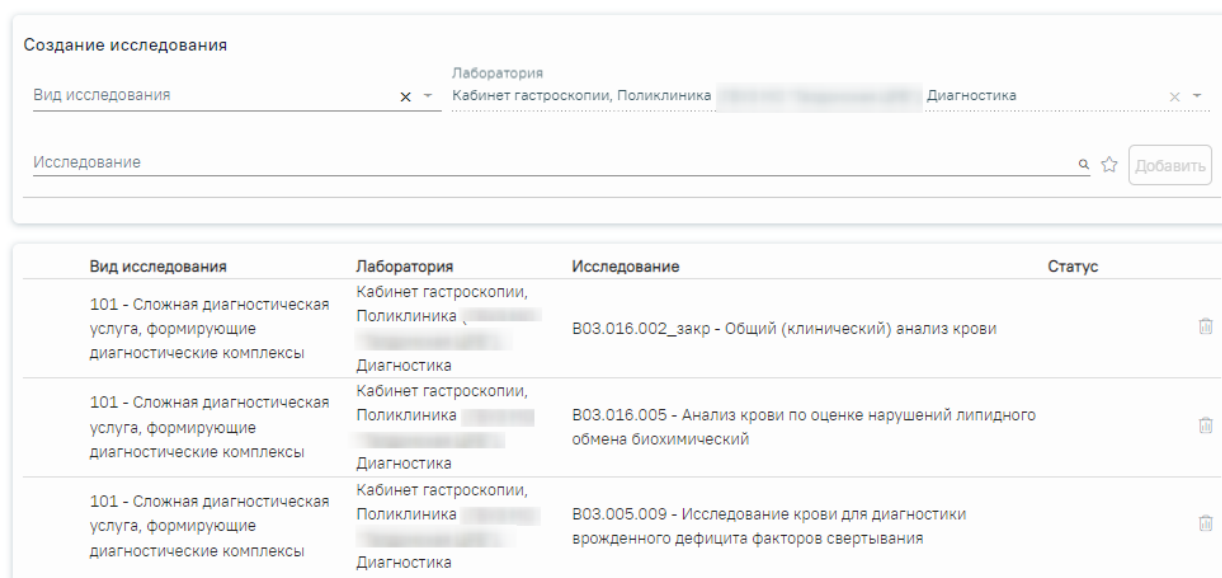 Создание исследования
Лаборатория
Вид исследования
Кабинет гастроскопии, Поликлиника Диагностика
Исследование
Добавить
Вид исследования Лаборатория Исследование Статус
101 - Сложная диагностическая
услуга, формирующие
диагностические комплексы
Кабинет гастроскопии,
Поликлиника
Диагностика
B03.016.002_закр - Общий (клинический) анализ крови
101 - Сложная диагностическая
услуга, формирующие
диагностические комплексы
Кабинет гастроскопии,
Поликлиника
Диагностика
B03.016.005 - Анализ крови по оценке нарушений липидного
обмена биохимический
101 - Сложная диагностическая
услуга, формирующие
диагностические комплексы
Кабинет гастроскопии,
Поликлиника
Диагностика
B03.005.009 - Исследование крови для диагностики
врожденного дефицита факторов свертывания